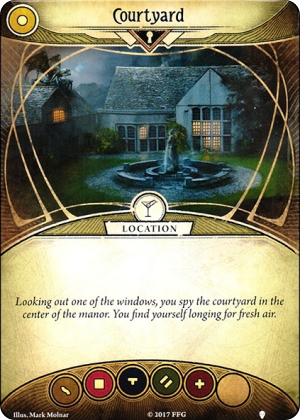 Courtyard
LOCATION
Looking out one of the windows, you spy the courtyard in the
center of the manor. You find yourself longing for fresh air.
Illus. Mark Molnar
© 2017 FFG